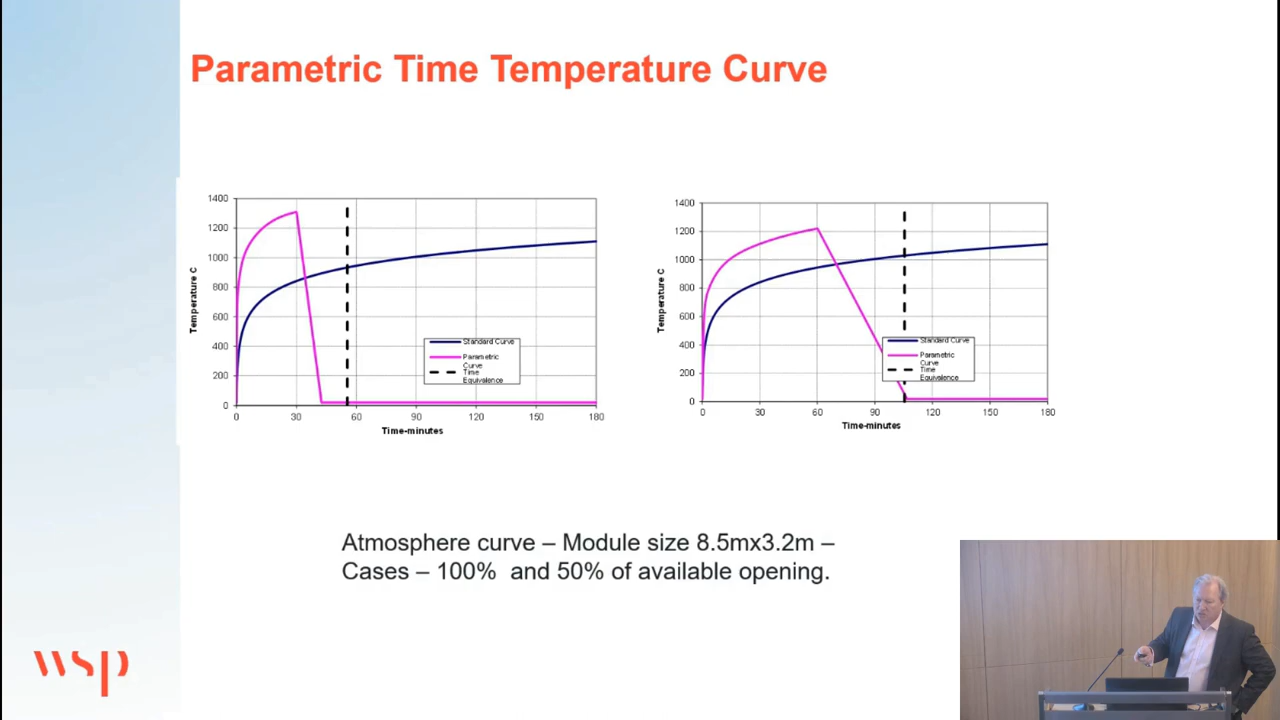 Parametric Time Temperature Curve
1400
1200
1000
800
600
400
200
0
Temperature C
0 30 60 90 120 150 180
Time-minutes
Standard Curve
Parametric
Curve
Time
Equivalence
1400
1200
1000
800
600
400
200
0
Temperature C
0 30 60 90 120 150 180
Time-minutes
Standard Curve
Parametric
Curve
Time
Equivalence
Atmosphere curve – Module size 8.5mx3.2m –
Cases – 100% and 50% of available opening.
wsp